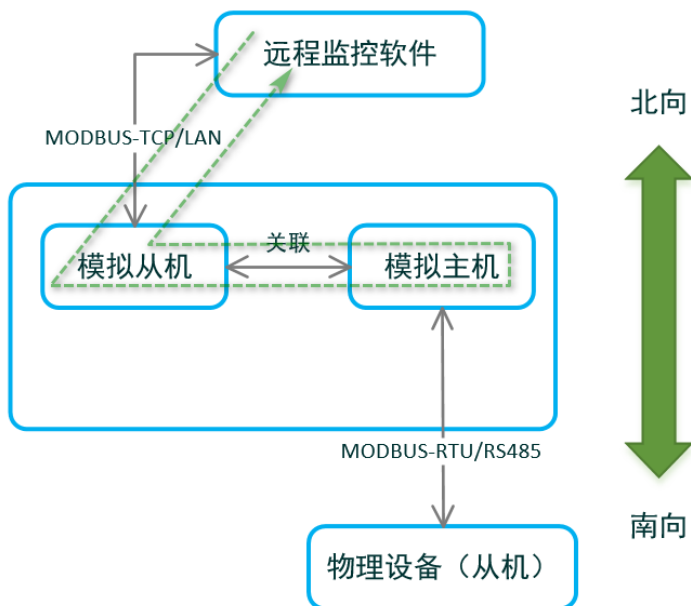 远程监控软件
北向
MODBUS-TCP/LAN
关联
模拟从机
模拟主机
MODBUS-RTU/RS485
南向
物理设备（从机）